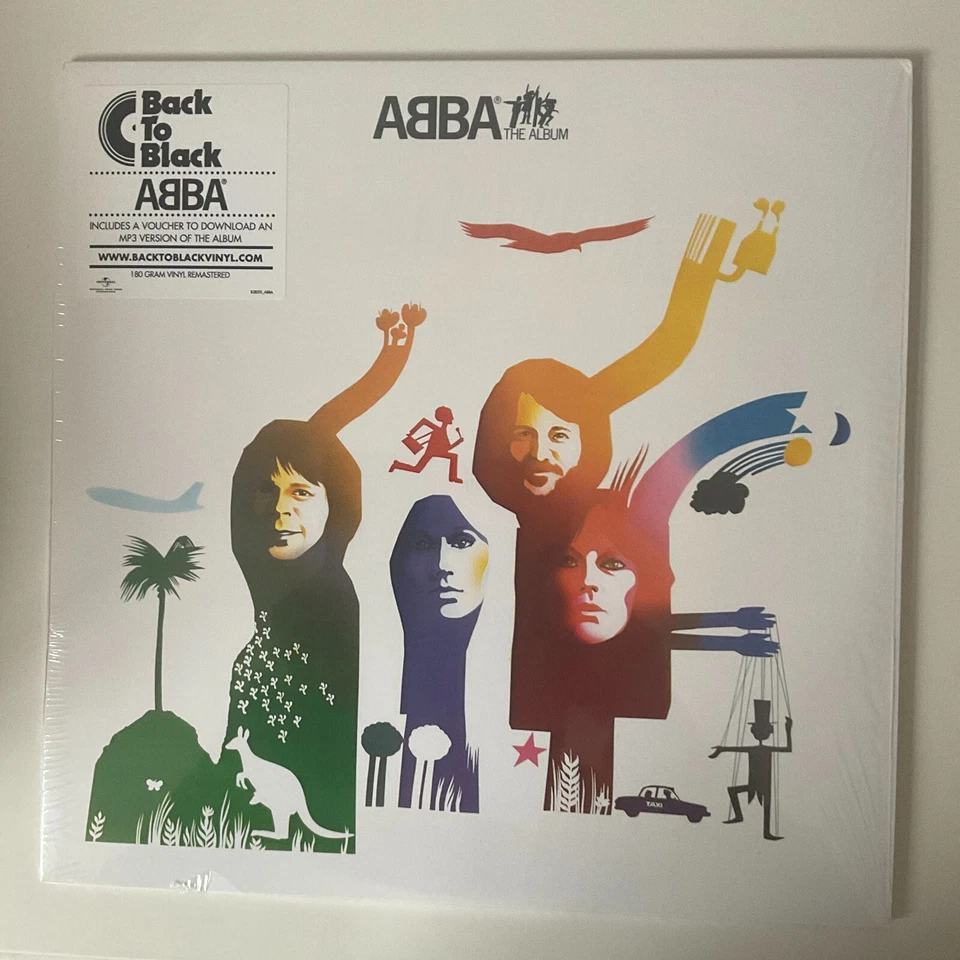 Back
To
Black
ABBA®
INCLUDES A VOUCHER TO DOWNLOAD AN
MP3 VERSION OF THE ALBUM
WWW.BACKTOBLACKVINYL.COM
180 GRAM VINYL REMASTERED
ABBA®
THE ALBUM
TAXI